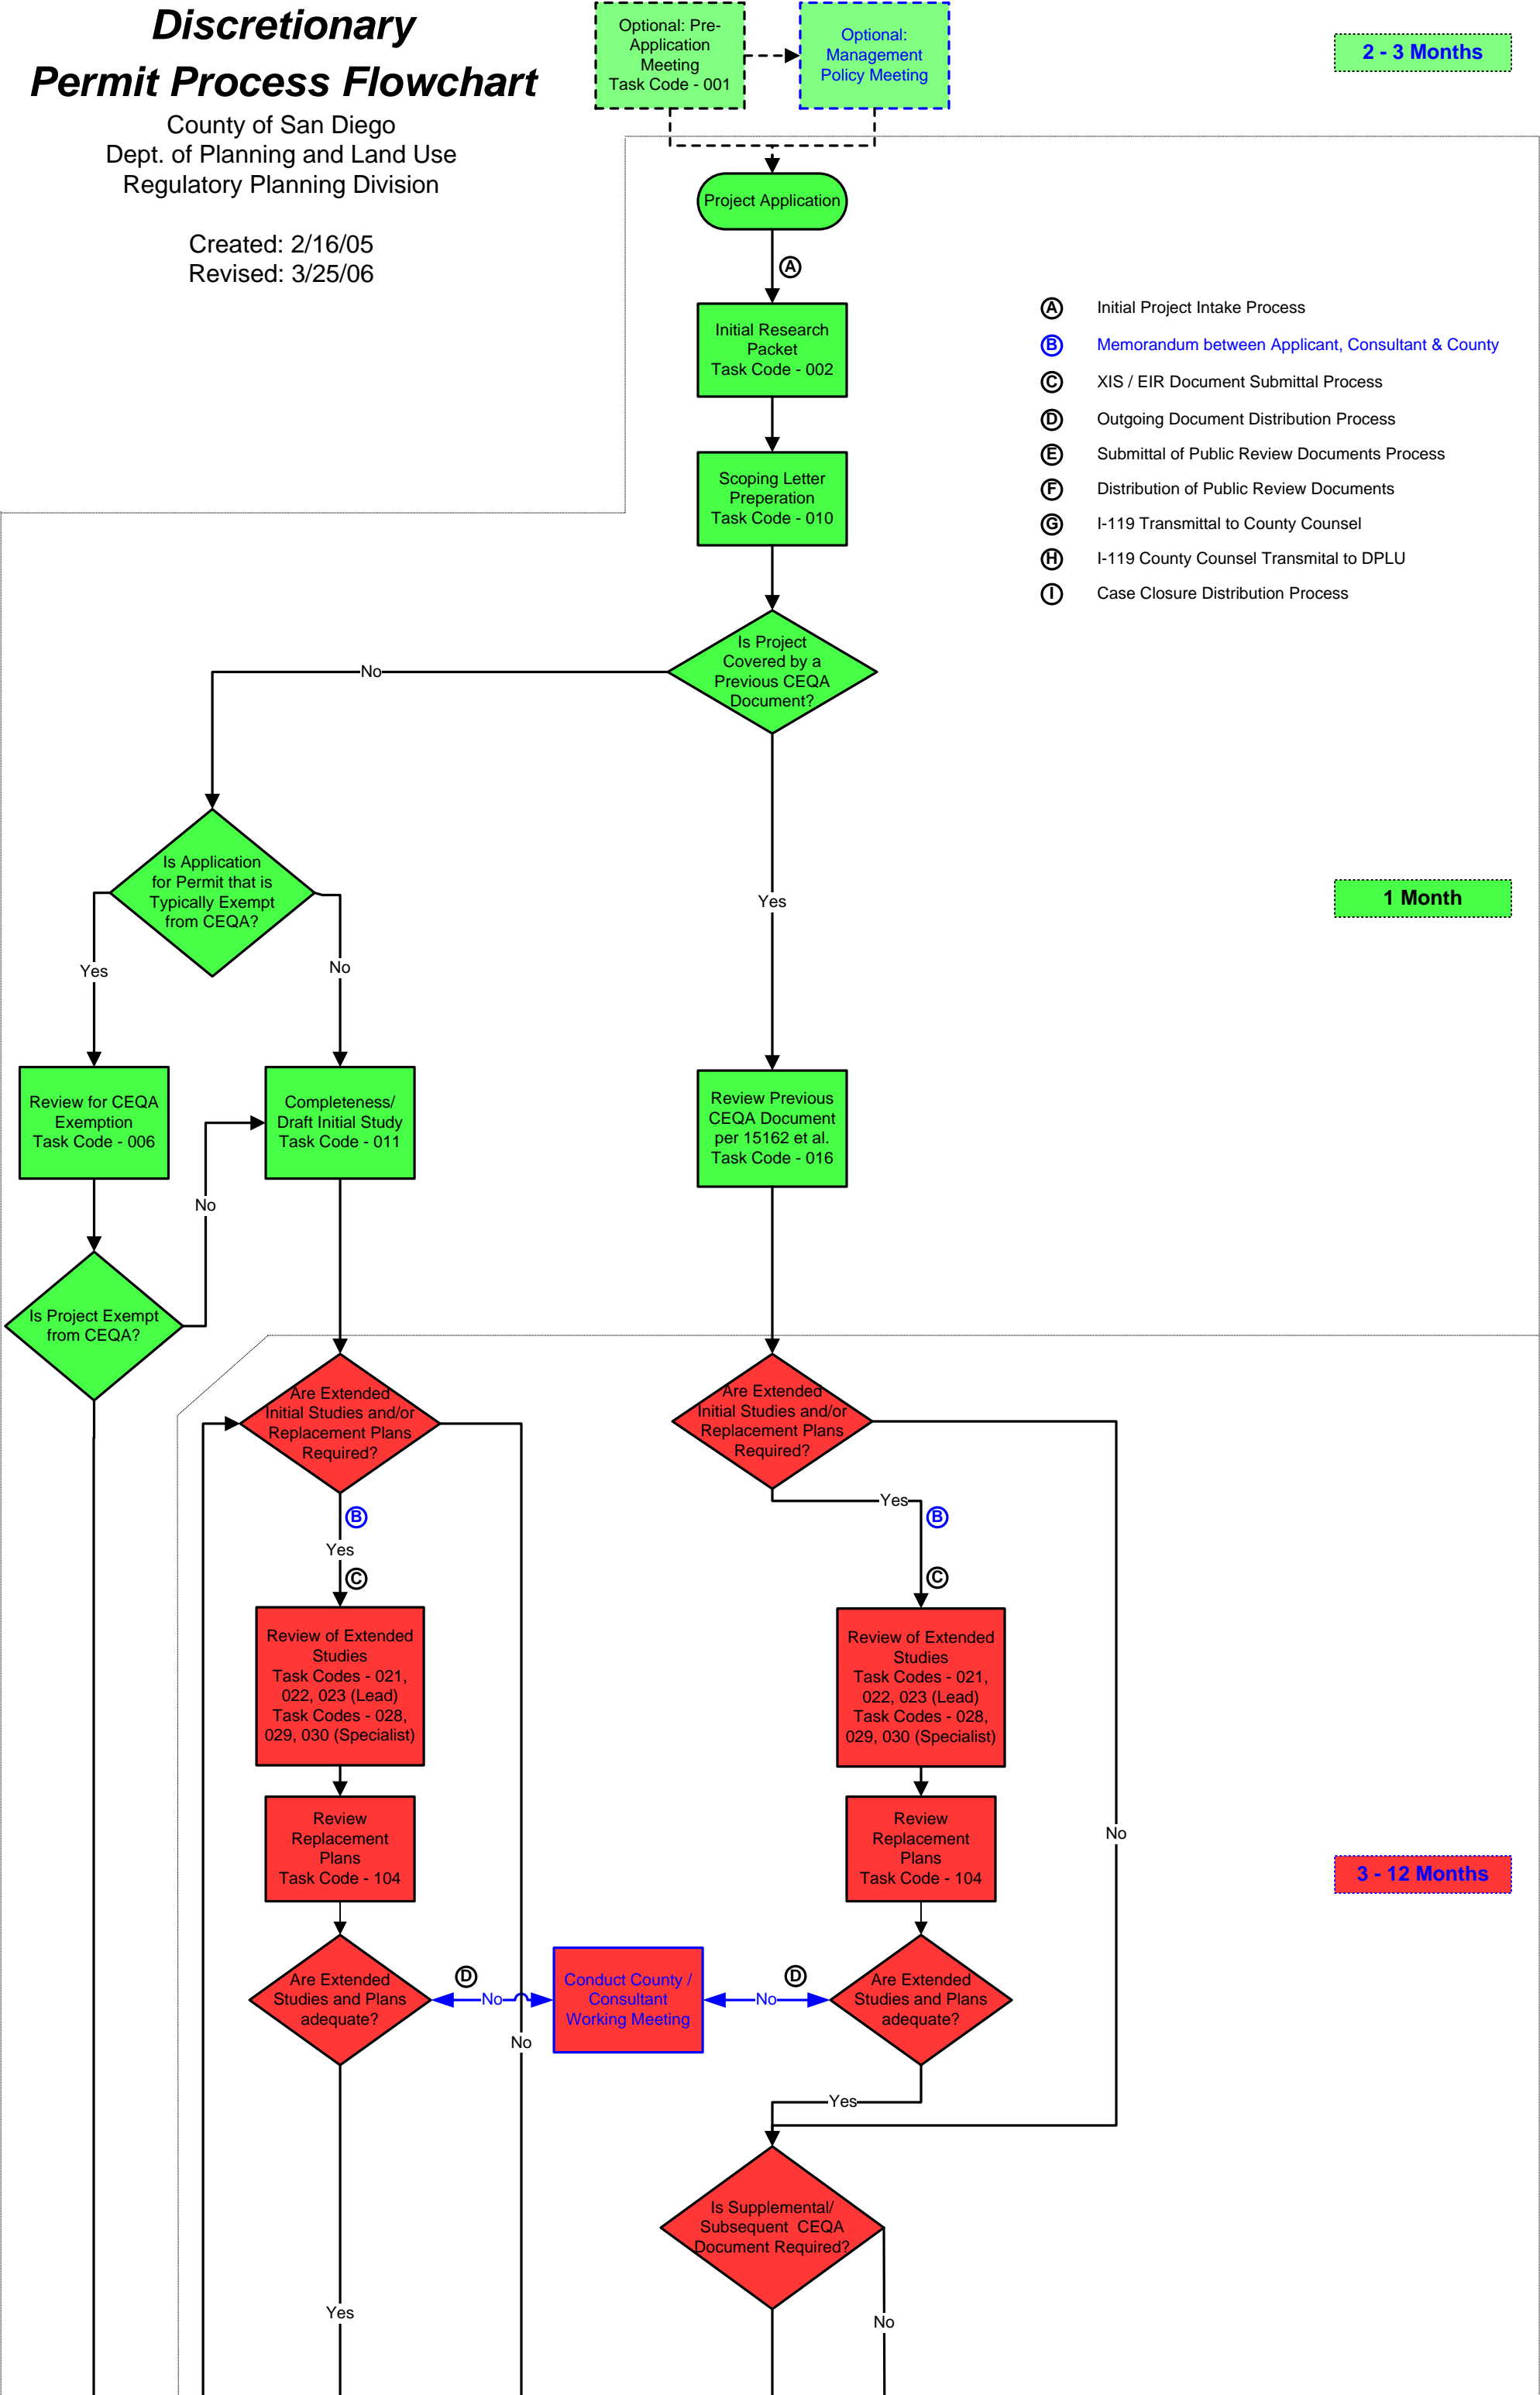 Discretionary
Permit Process Flowchart
County of San Diego
Dept. of Planning and Land Use
Regulatory Planning Division
Created: 2/16/05
Revised: 3/25/06
Optional: Pre-
Application
Meeting
Task Code - 001
Optional:
Management
Policy Meeting
2 - 3 Months
Project Application
A
Initial Research
Packet
Task Code - 002
A Initial Project Intake Process
B Memorandum between Applicant, Consultant & County
C XIS / EIR Document Submittal Process
D Outgoing Document Distribution Process
E Submittal of Public Review Documents Process
F Distribution of Public Review Documents
G I-119 Transmittal to County Counsel
H I-119 County Counsel Transmital to DPLU
I Case Closure Distribution Process
Scoping Letter
Preperation
Task Code - 010
Is Project
Covered by a
Previous CEQA
Document?
No
Yes
Is Application
for Permit that is
Typically Exempt
from CEQA?
1 Month
Yes
No
Review for CEQA
Exemption
Task Code - 006
Completeness/
Draft Initial Study
Task Code - 011
Review Previous
CEQA Document
per 15162 et al.
Task Code - 016
No
Is Project Exempt
from CEQA?
Are Extended
Initial Studies and/or
Replacement Plans
Required?
Are Extended
Initial Studies and/or
Replacement Plans
Required?
B
Yes
C
Yes
B
C
Review of Extended
Studies
Task Codes - 021,
022, 023 (Lead)
Task Codes - 028,
029, 030 (Specialist)
Review of Extended
Studies
Task Codes - 021,
022, 023 (Lead)
Task Codes - 028,
029, 030 (Specialist)
Review
Replacement
Plans
Task Code - 104
Review
Replacement
Plans
Task Code - 104
No
3 - 12 Months
Are Extended
Studies and Plans
adequate?
D
No
Conduct County /
Consultant
Working Meeting
D
No
Are Extended
Studies and Plans
adequate?
No
Yes
Is Supplemental/
Subsequent CEQA
Document Required?
Yes
No